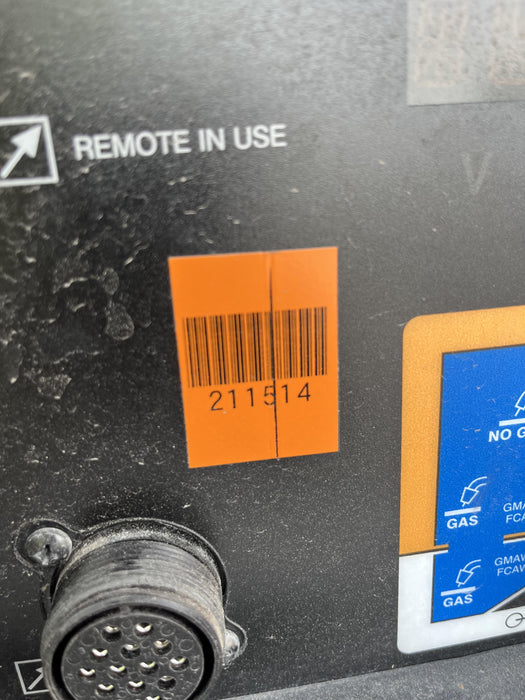 REMOTE IN USE
V
211514
NO G
GAS
GMA
FCA
GAS
GMAW
FCAW